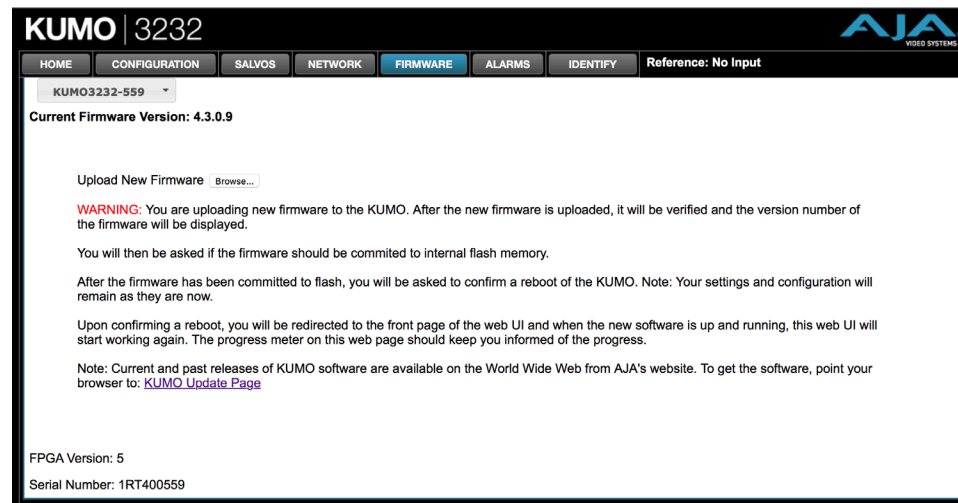 KUMO | 3232
AJA
VIDEO SYSTEMS
HOME CONFIGURATION SALVOS NETWORK FIRMWARE ALARMS IDENTIFY Reference: No Input
KUMO3232-559
Current Firmware Version: 4.3.0.9
Upload New Firmware Browse...
WARNING: You are uploading new firmware to the KUMO. After the new firmware is uploaded, it will be verified and the version number of
the firmware will be displayed.
You will then be asked if the firmware should be commited to internal flash memory.
After the firmware has been committed to flash, you will be asked to confirm a reboot of the KUMO. Note: Your settings and configuration will
remain as they are now.
Upon confirming a reboot, you will be redirected to the front page of the web UI and when the new software is up and running, this web UI will
start working again. The progress meter on this web page should keep you informed of the progress.
Note: Current and past releases of KUMO software are available on the World Wide Web from AJA's website. To get the software, point your
browser to: KUMO Update Page
FPGA Version: 5
Serial Number: 1RT400559